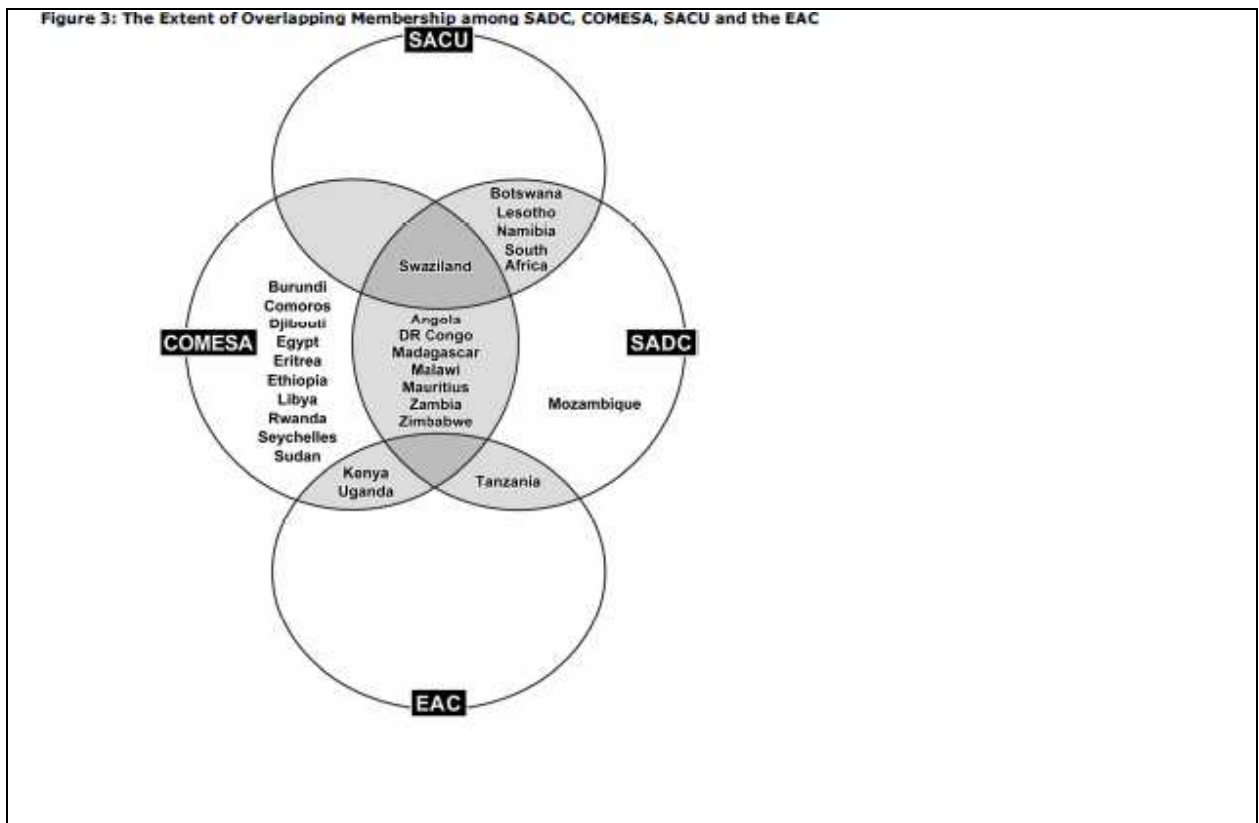 Figure 3: The Extent of Overlapping Membership among SADC, COMESA, SACU and the EAC
SACU
Botswana
Lesotho
Namibia
South
Africa
Swaziland
Burundi
Comoros
Djibouti
Egypt
Eritrea
Ethiopia
Libya
Rwanda
Seychelles
Sudan
COMESA
Angola
DR Congo
Madagascar
Malawi
Mauritius
Zambia
Zimbabwe
SADC
Mozambique
Kenya
Uganda
Tanzania
EAC